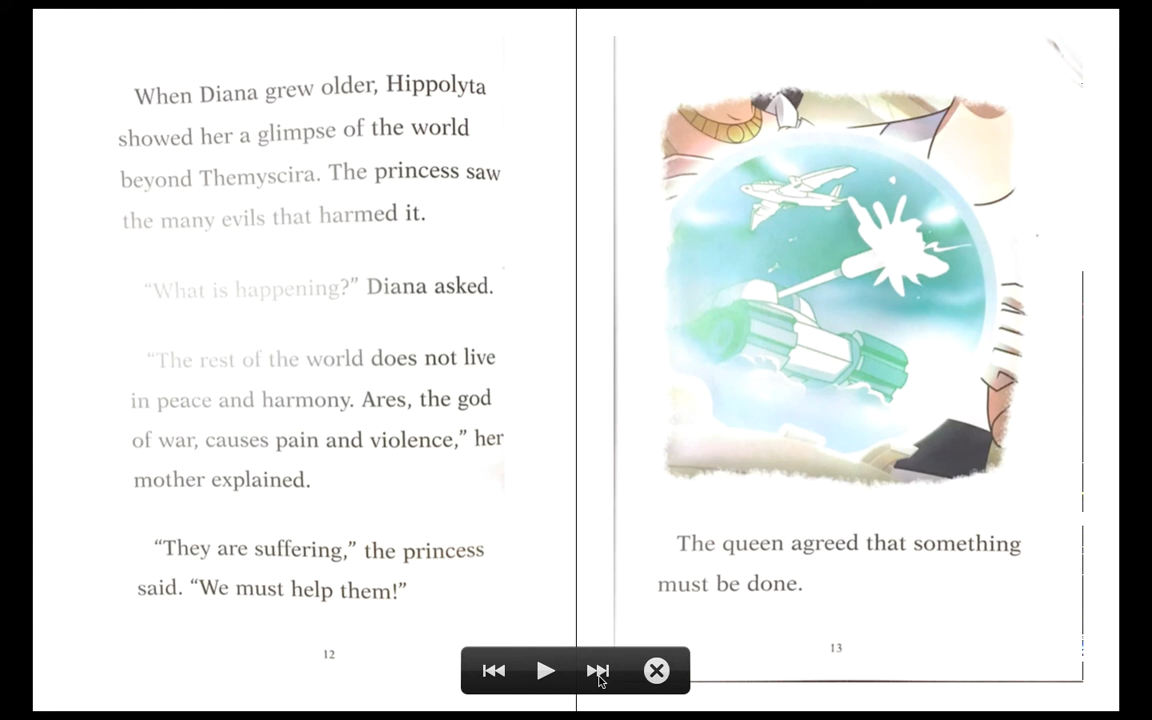 When Diana grew older, Hippolyta
showed her a glimpse of the world
beyond Themyscira. The princess saw
the many evils that harmed it.
“What is happening?” Diana asked.
“The rest of the world does not live
in peace and harmony. Ares, the god
of war, causes pain and violence,” her
mother explained.
“They are suffering,” the princess
said. “We must help them!”
12
The queen agreed that something
must be done.
13